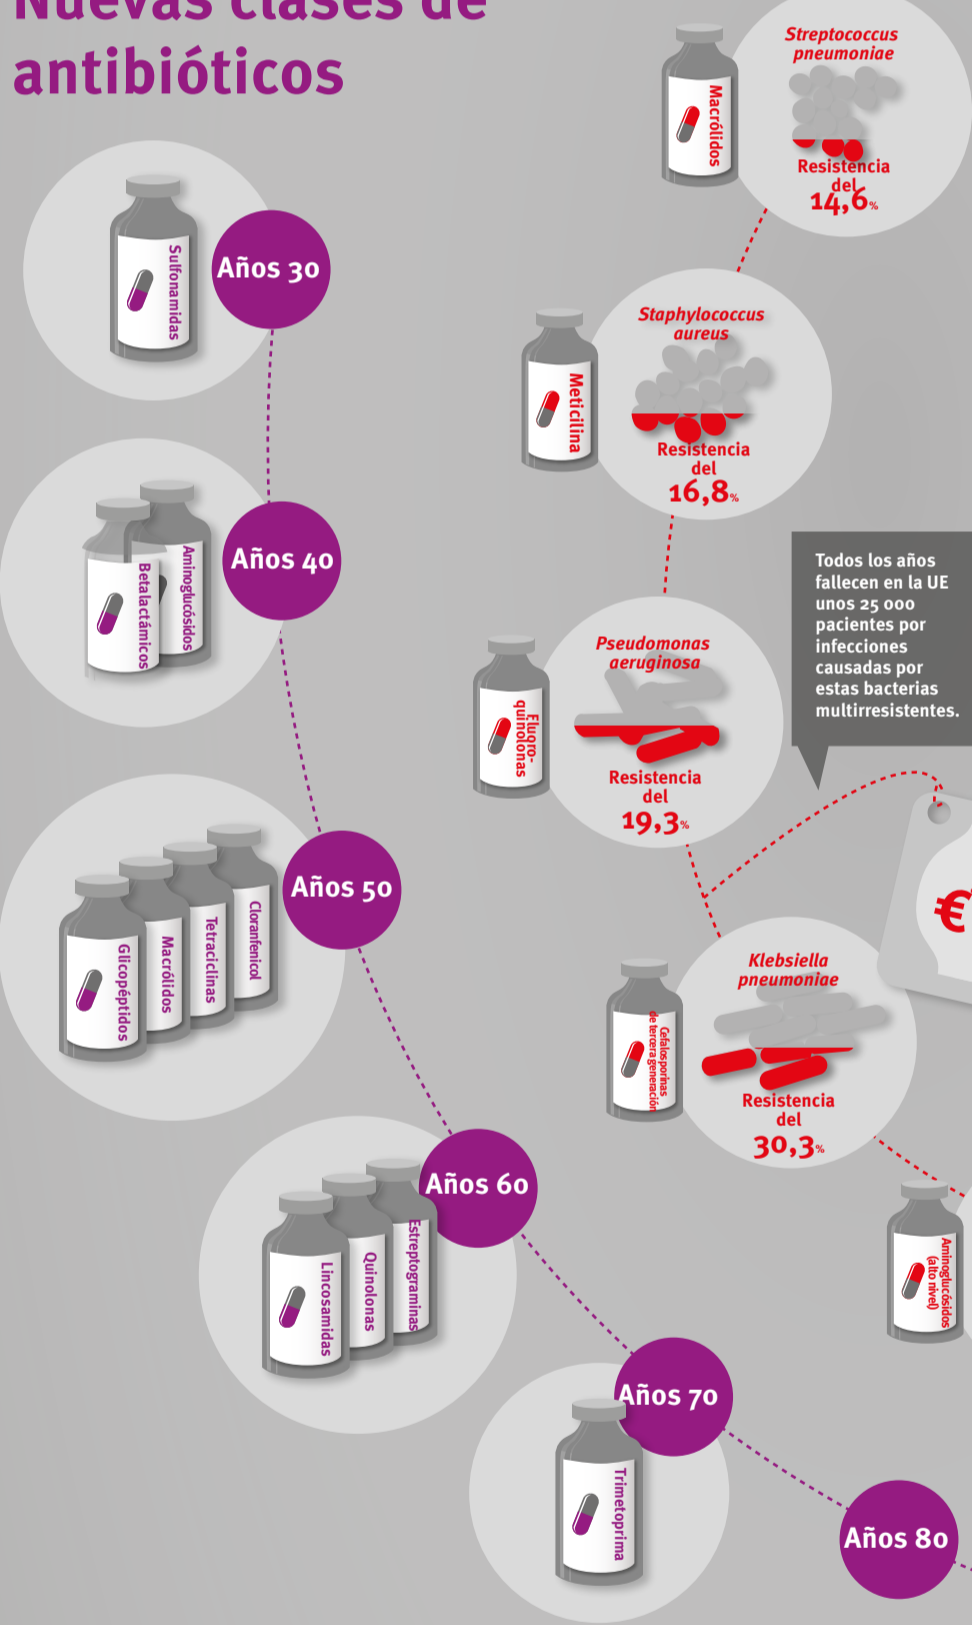 Nuevas clases de
antibióticos
Sulfonamidas
Años 30
Betalactámicos
Aminoglucósidos
Años 40
Glicopéptidos
Macrólidos
Tetraciclinas
Cloranfenicol
Años 50
Lincosamidas
Quinolonas
Estreptograminas
Años 60
Trimetoprima
Años 70
Años 80
Macrólidos
Streptococcus
pneumoniae
Resistencia
del
14,6%
Meticilina
Staphylococcus
aureus
Resistencia
del
16,8%
Fluoro-
quinolonas
Pseudomonas
aeruginosa
Resistencia
del
19,3%
Todos los años
fallecen en la UE
unos 25 000
pacientes por
infecciones
causadas por
estas bacterias
multirresistentes.
€
Cefalosporinas
de tercera generación
Klebsiella
pneumoniae
Resistencia
del
30,3%
Aminoglucósidos
(alto nivel)